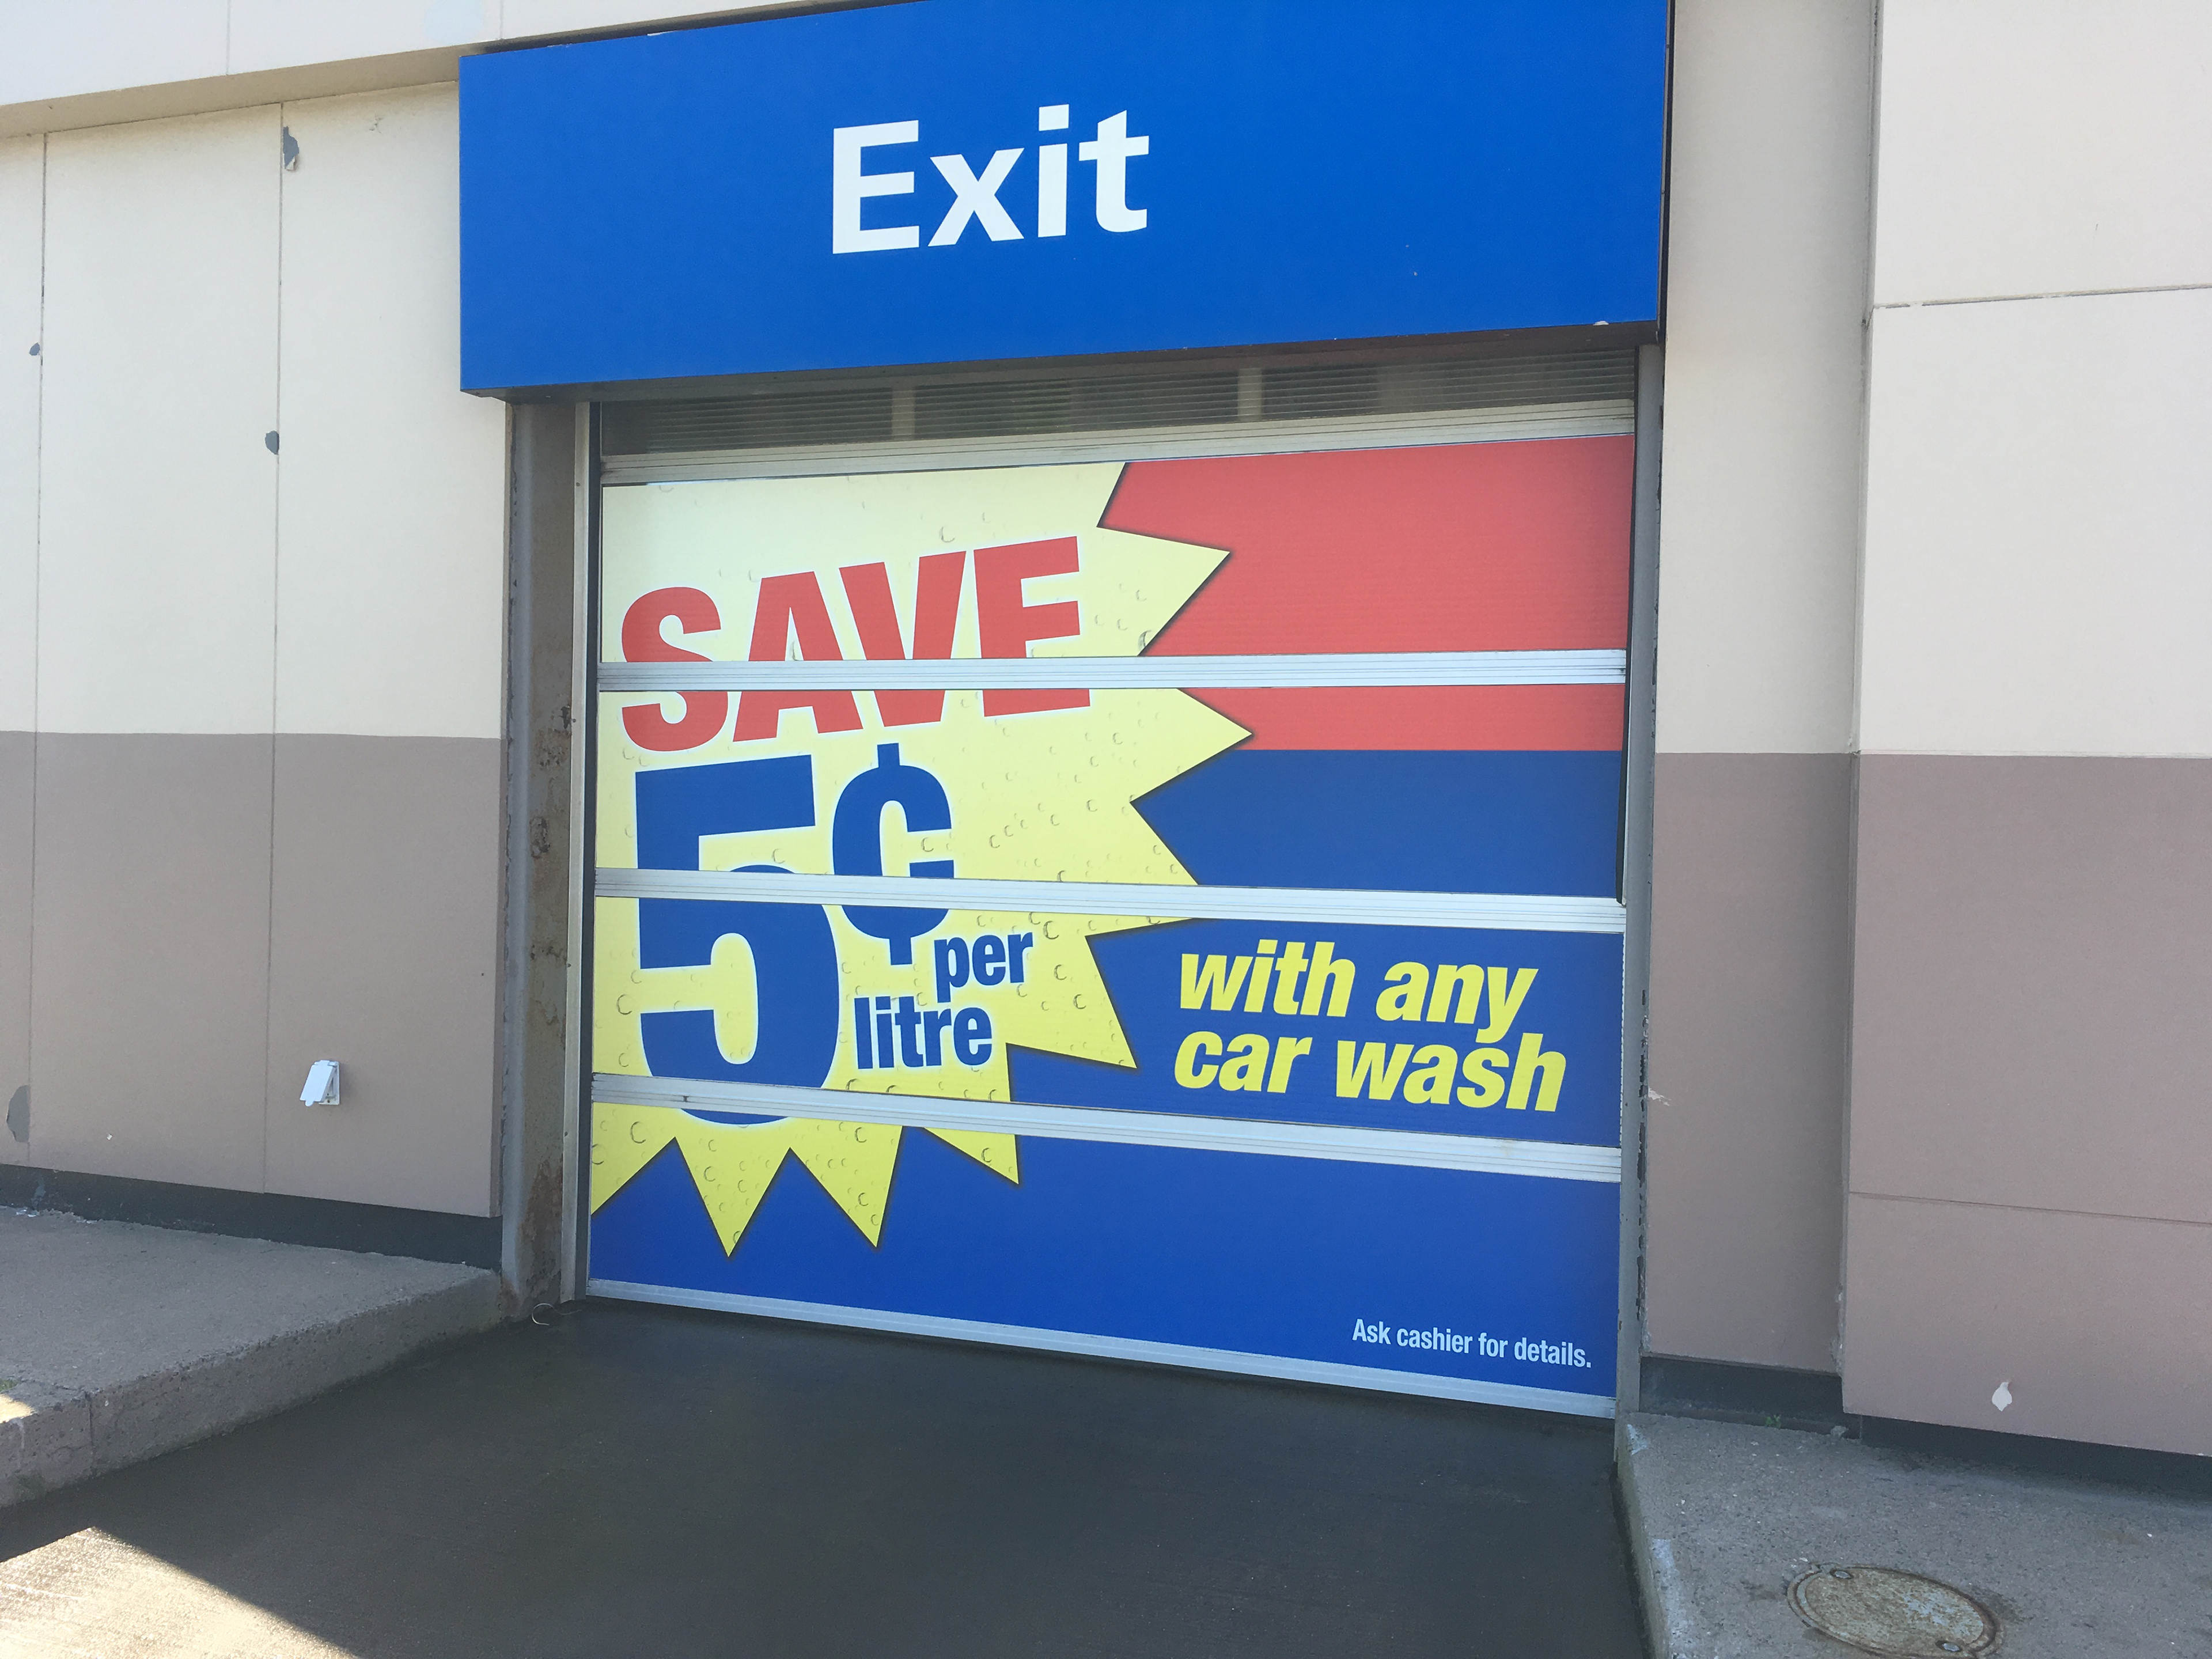 Exit
SAVE
5¢
per
litre
with any
car wash
Ask cashier for details.